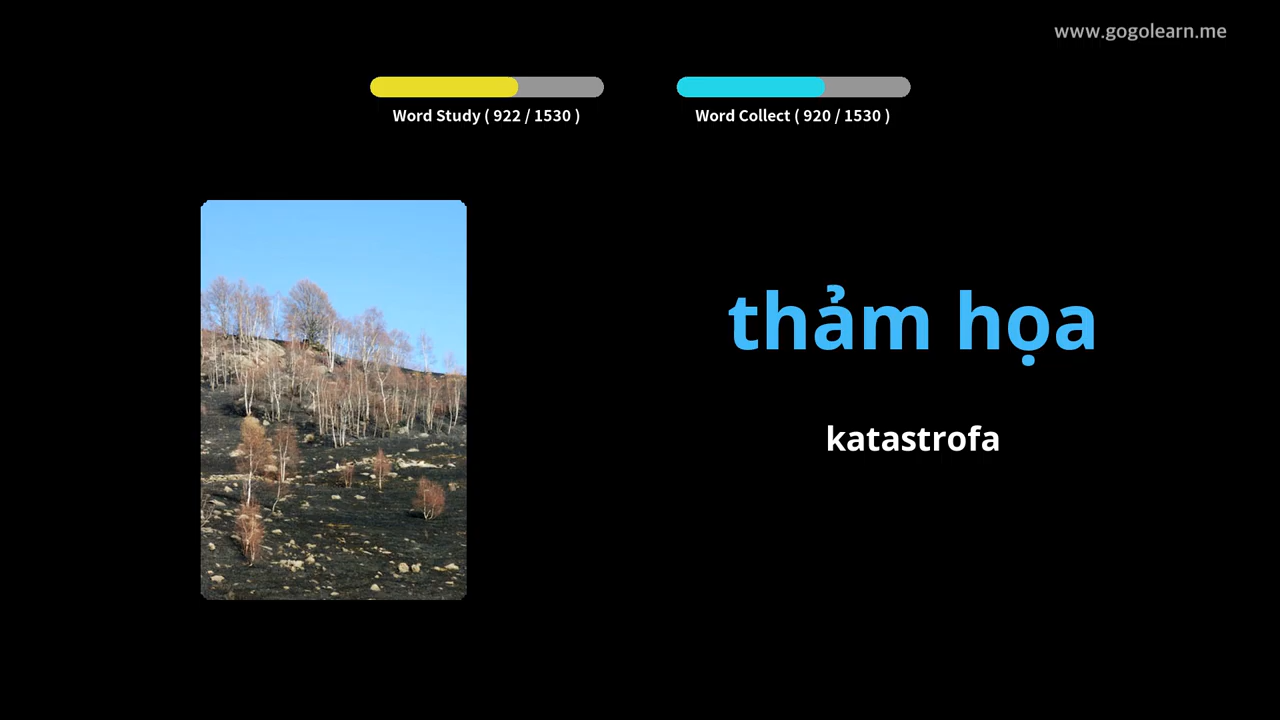 www.gogolearn.me
Word Study ( 922 / 1530 )
Word Collect ( 920 / 1530 )
thảm họa
katastrofa